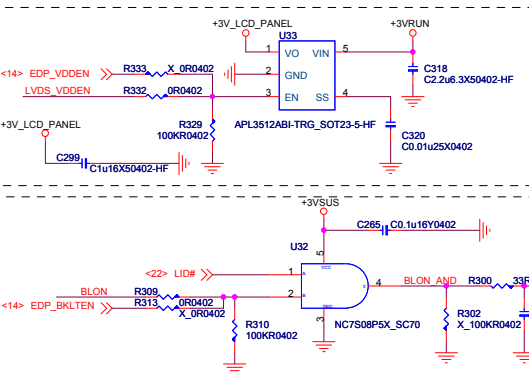 +3V_LCD_PANEL
+3VRUN
U33
1 VO VIN 5
2 GND
3 EN SS 4
<14> EDP_VDDEN
R333 X_0R0402
LVDS_VDDEN
R332 0R0402
C318
C2.2u6.3X50402-HF
R329
100KR0402
APL3512ABI-TRG_SOT23-5-HF
C320
C0.01u25X0402
+3V_LCD_PANEL
C299
C1u16X50402-HF
+3VSUS
C265 C0.1u16Y0402
U32
5
VCC
<22> LID#
1
BLON
R309 0R0402
2
4
BLON_AND
R300 33R
<14> EDP_BKLTEN
R313 X_0R0402
3
R310
100KR0402
NC7S08P5X_SC70
R302
X_100KR0402